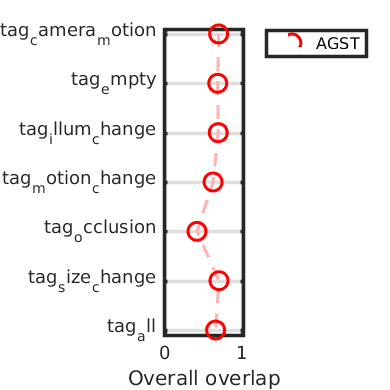 tag_camera_motion
AGST
tag_empty
tag_illum_change
tag_motion_change
tag_occlusion
tag_size_change
tag_all
0 1
Overall overlap